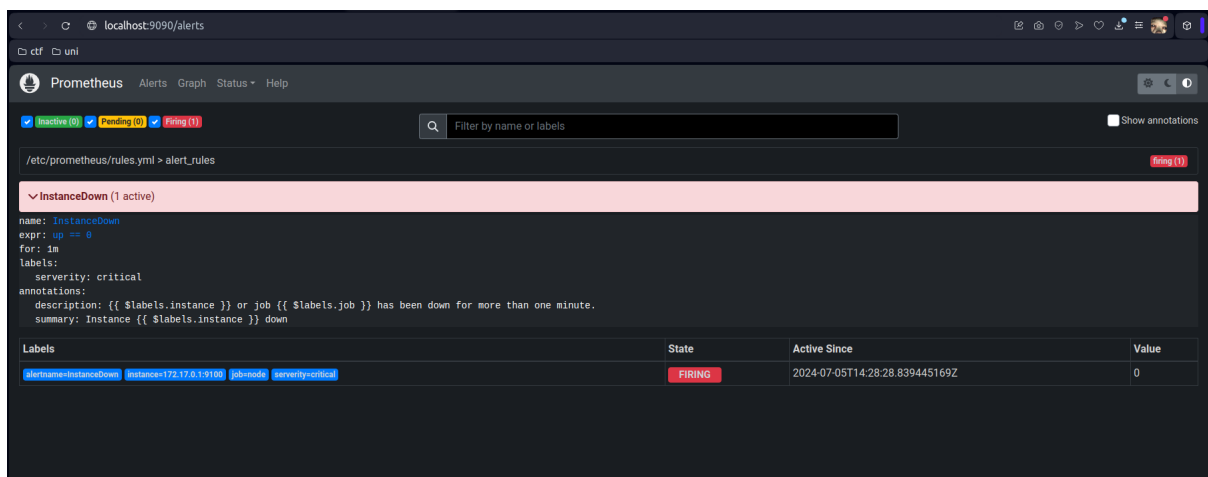 localhost:9090/alerts
ctf uni
Prometheus Alerts Graph Status Help
Inactive (0) Pending (0) Firing (1) Filter by name or labels Show annotations
/etc/prometheus/rules.yml > alert_rules firing (1)
InstanceDown (1 active)
name: InstanceDown
expr: up == 0
for: 1m
labels:
serverity: critical
annotations:
description: {{ $labels.instance }} or job {{ $labels.job }} has been down for more than one minute.
summary: Instance {{ $labels.instance }} down
Labels State Active Since Value
alertname=InstanceDown instance=172.17.0.1:9100 job=node serverity=critical FIRING 2024-07-05T14:28:28.839445169Z 0